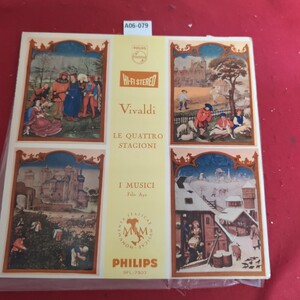 A06-079
PHILIPS
HI-FI STEREO
Vivaldi
LE QUATTRO
STAGIONI
I MUSICI
PHILIPS